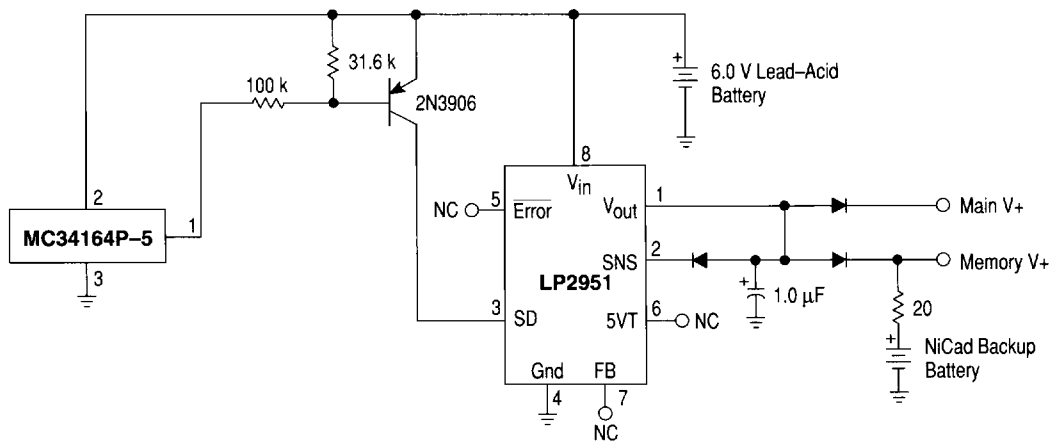 31.6 k
100 k
2N3906
6.0 V Lead–Acid
Battery
2
1
MC34164P–5
3
8
Vin
5
NC
Error
Vout
1
Main V+
SNS
2
LP2951
1.0 µF
Memory V+
3
SD
5VT
6
NC
20
NiCad Backup
Battery
Gnd
FB
4
7
NC
+
+
+